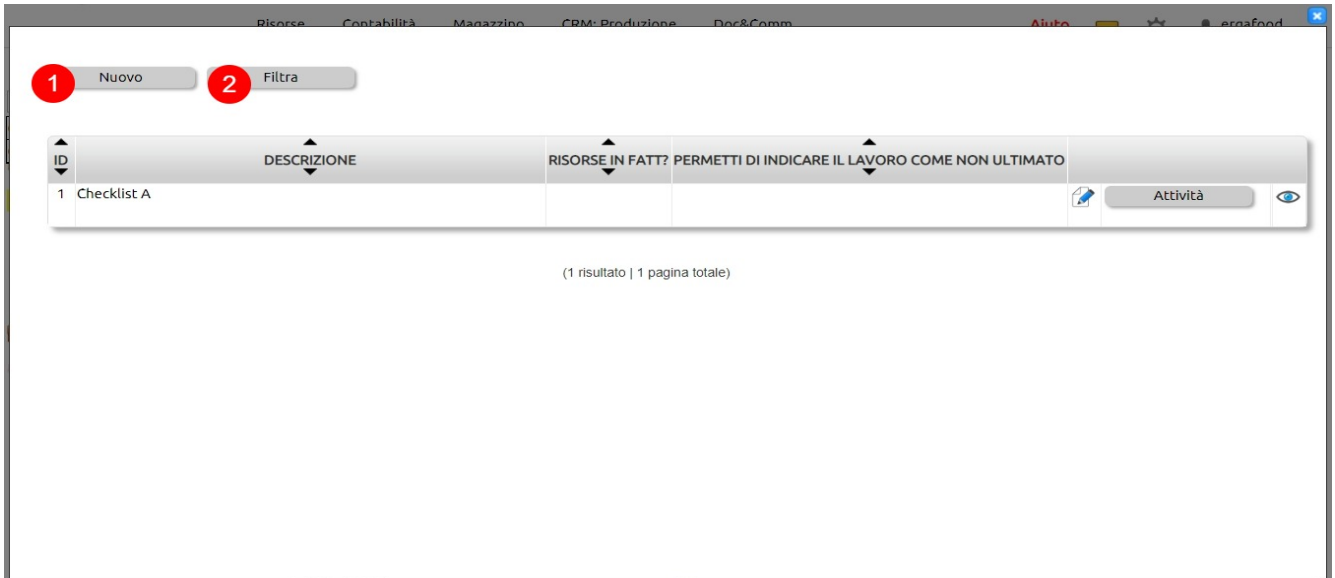 Risorse Contabilità Magazzino CRM: Produzione Doc&Comm Aiuto ergafood
1 Nuovo 2 Filtra
ID DESCRIZIONE RISORSE IN FATT? PERMETTI DI INDICARE IL LAVORO COME NON ULTIMATO
1 Checklist A Attività
(1 risultato | 1 pagina totale)